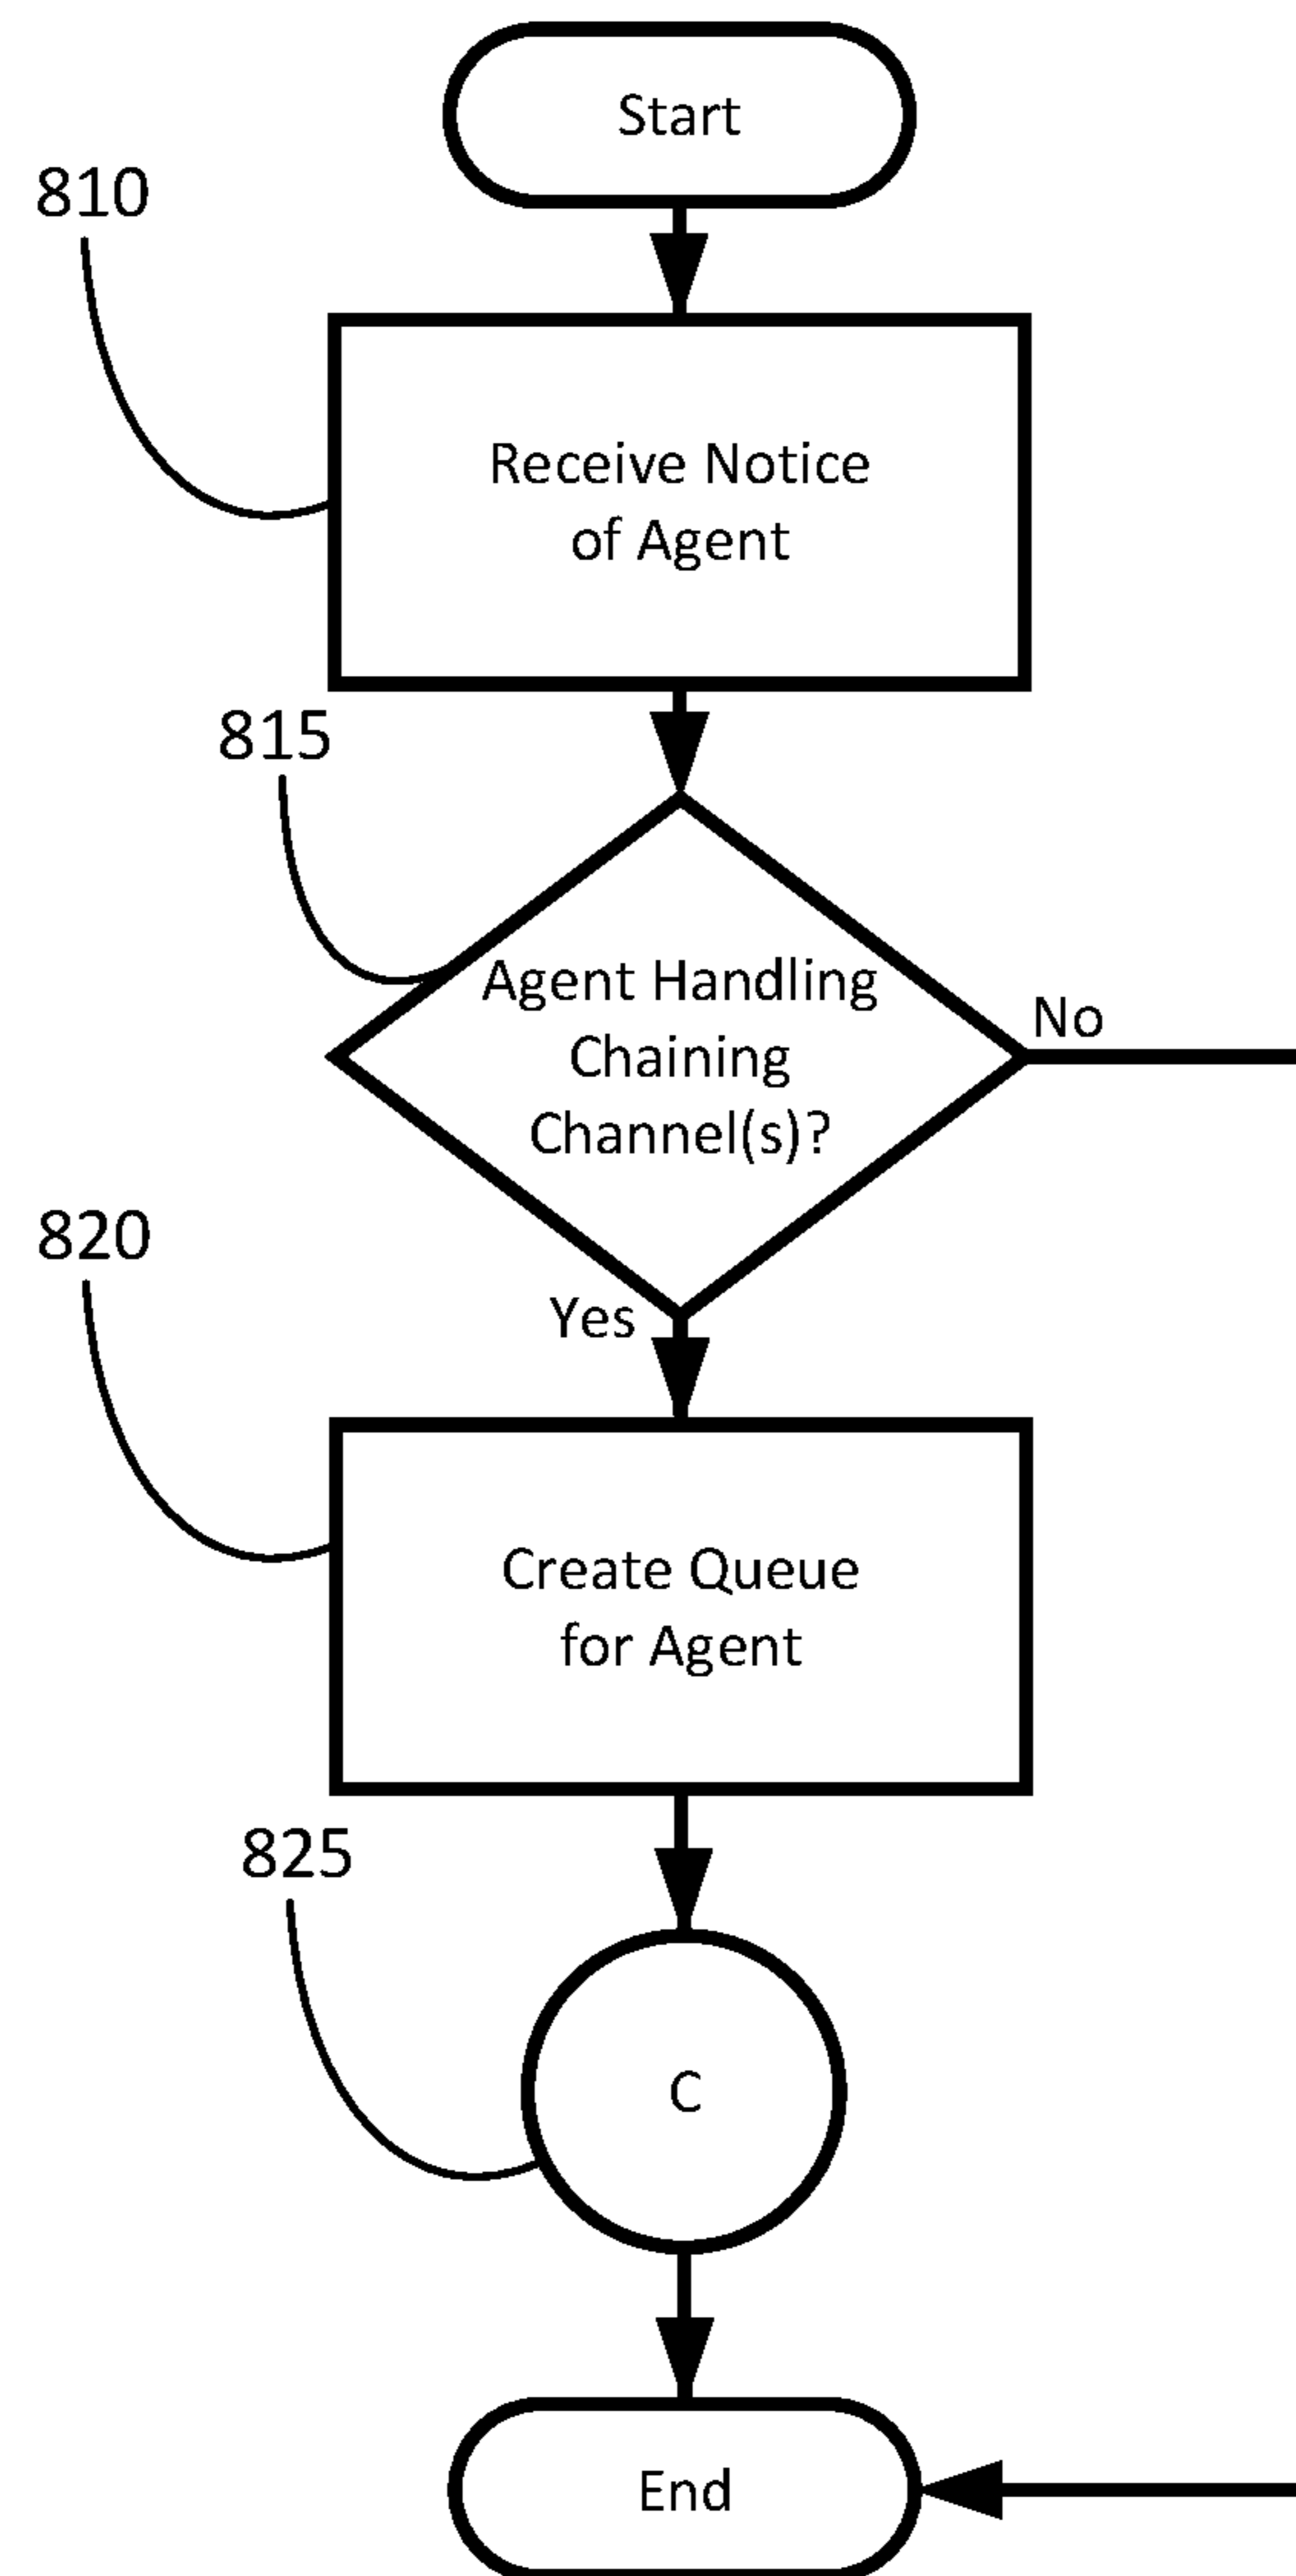 Start
810
Receive Notice
of Agent
815
Agent Handling
Chaining
Channel(s)?
No
820
Yes
Create Queue
for Agent
825
C
End